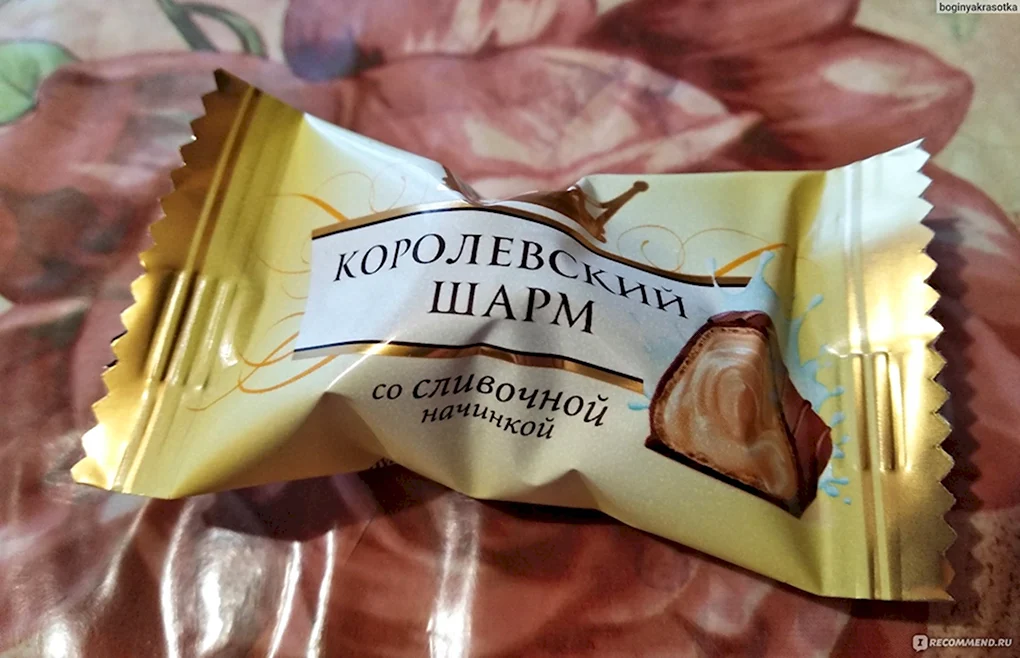 boginyakrasotka
КОРОЛЕВСКИЙ
ШАРМ
со сливочной
начинкой
RECOMMEND.RU